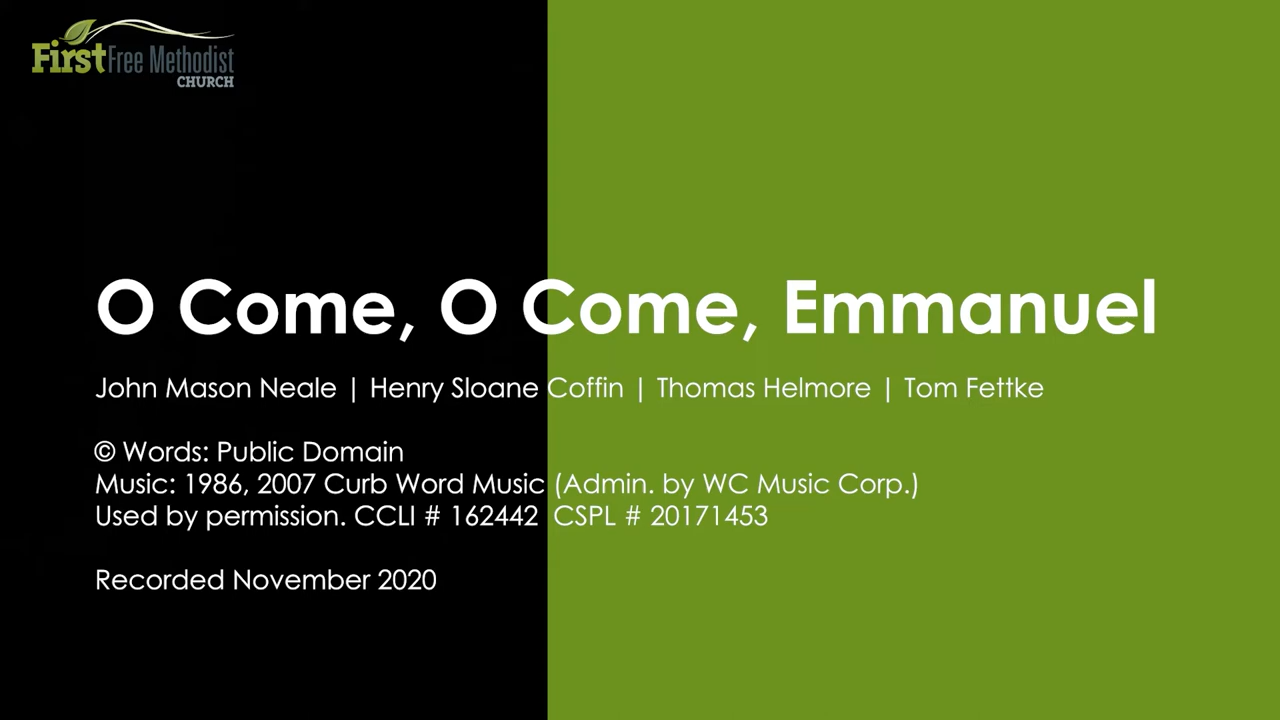 First Free Methodist
CHURCH
O Come, O Come, Emmanuel
John Mason Neale | Henry Sloane Coffin | Thomas Helmore | Tom Fettke
© Words: Public Domain
Music: 1986, 2007 Curb Word Music (Admin. by WC Music Corp.)
Used by permission. CCLI # 162442  CSPL # 20171453
Recorded November 2020